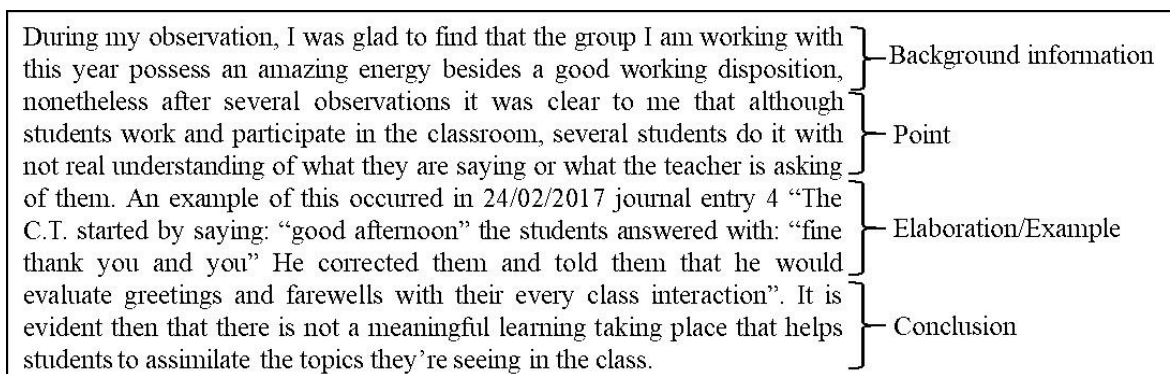 During my observation, I was glad to find that the group I am working with
this year possess an amazing energy besides a good working disposition,
nonetheless after several observations it was clear to me that although
students work and participate in the classroom, several students do it with
not real understanding of what they are saying or what the teacher is asking
of them. An example of this occurred in 24/02/2017 journal entry 4 “The
C.T. started by saying: “good afternoon” the students answered with: “fine
thank you and you” He corrected them and told them that he would
evaluate greetings and farewells with their every class interaction”. It is
evident then that there is not a meaningful learning taking place that helps
students to assimilate the topics they’re seeing in the class.
Background information
Point
Elaboration/Example
Conclusion